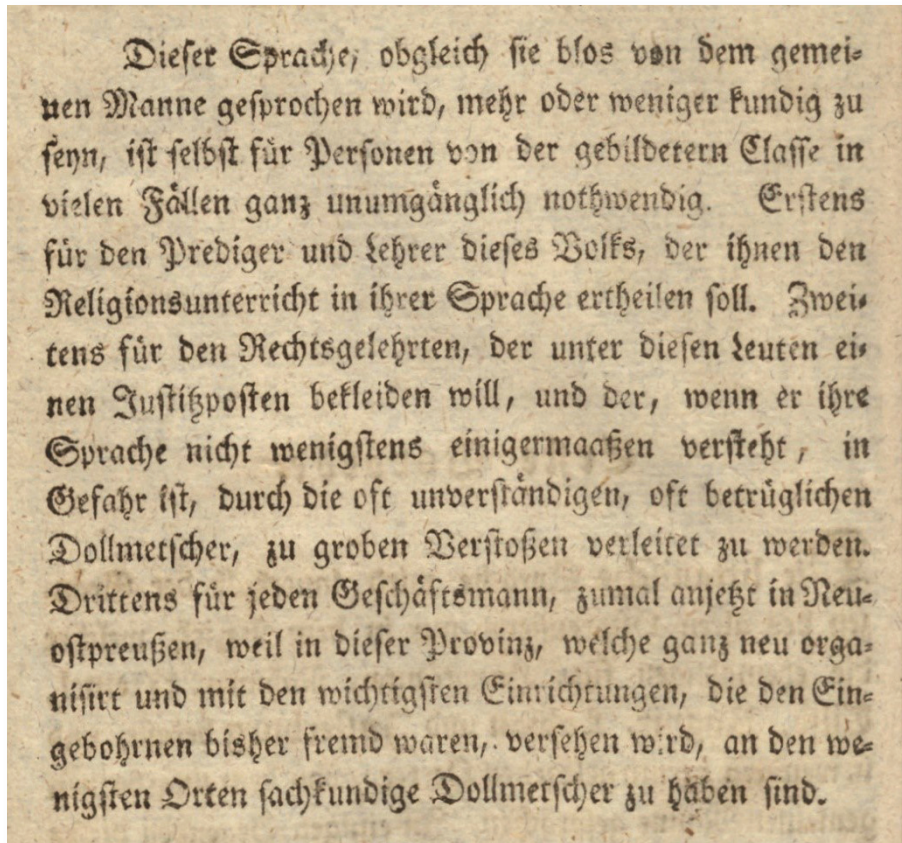 Dieser Sprache, obgleich sie blos von dem gemei-
nen Manne gesprochen wird, mehr oder weniger kundig zu
seyn, ist selbst für Personen von der gebildetern Classe in
vielen Fällen ganz unumgänglich nothwendig. Erstens
für den Prediger und Lehrer dieses Volks, der ihnen den
Religionsunterricht in ihrer Sprache ertheilen soll. Zwei-
tens für den Rechtsgelehrten, der unter diesen Leuten ei-
nen Justitzposten bekleiden will, und der, wenn er ihre
Sprache nicht wenigstens einigermaaßen versteht, in
Gefahr ist, durch die oft unverständigen, oft betrüglichen
Dollmetscher, zu groben Verstoßen verleitet zu werden.
Drittens für jeden Geschäftsmann, zumal anjetzt in Neu-
ostpreußen, weil in dieser Provinz, welche ganz neu orga-
nisirt und mit den wichtigsten Einrichtungen, die den Ein-
gebohrnen bisher fremd waren, versehen wird, an den we-
nigsten Orten sachkundige Dollmetscher zu haben sind.